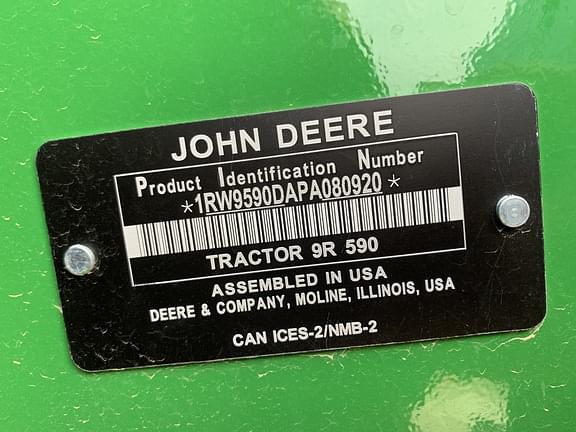 JOHN DEERE
Product Identification Number
*1RW9590DAPA080920*
TRACTOR 9R 590
ASSEMBLED IN USA
DEERE & COMPANY, MOLINE, ILLINOIS, USA
CAN ICES-2/NMB-2